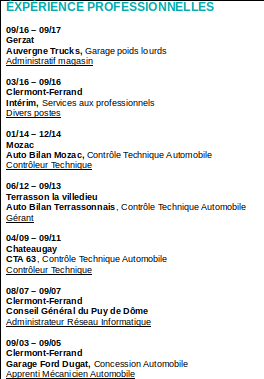 EXPÉRIENCE PROFESSIONNELLES
09/16 – 09/17
Gerzat
Auvergne Trucks, Garage poids lourds
Administratif magasin
03/16 – 09/16
Clermont-Ferrand
Intérim, Services aux professionnels
Divers postes
01/14 – 12/14
Mozac
Auto Bilan Mozac, Contrôle Technique Automobile
Contrôleur Technique
06/12 – 09/13
Terrasson la villedieu
Auto Bilan Terrassonnais, Contrôle Technique Automobile
Gérant
04/09 – 09/11
Chateaugay
CTA 63, Contrôle Technique Automobile
Contrôleur Technique
08/07 – 09/07
Clermont-Ferrand
Conseil Général du Puy de Dôme
Administrateur Réseau Informatique
09/03 – 09/05
Clermont-Ferrand
Garage Ford Dugat, Concession Automobile
Apprenti Mécanicien Automobile